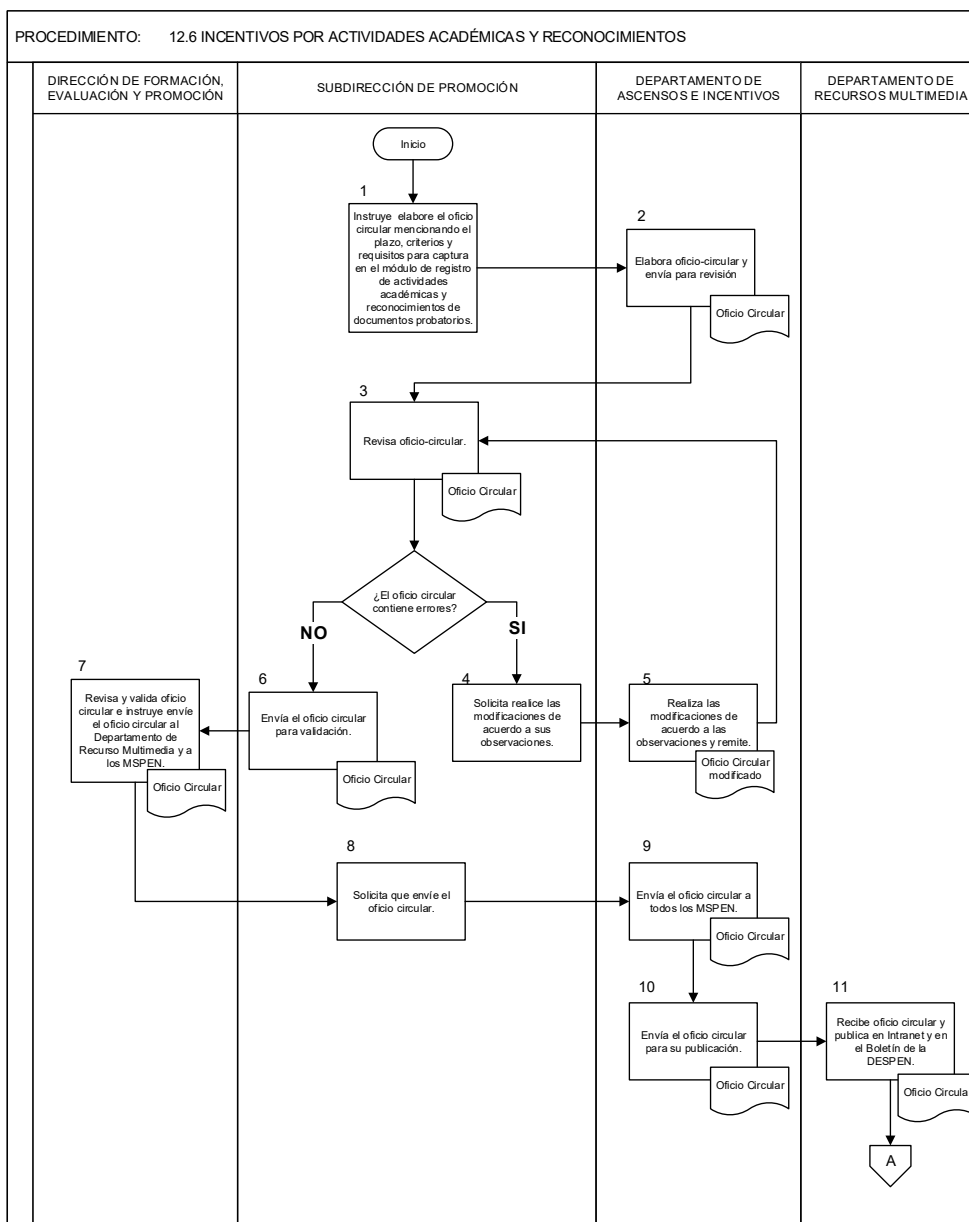 PROCEDIMIENTO: 12.6 INCENTIVOS POR ACTIVIDADES ACADÉMICAS Y RECONOCIMIENTOS
DIRECCIÓN DE FORMACIÓN,
EVALUACIÓN Y PROMOCIÓN
SUBDIRECCIÓN DE PROMOCIÓN
DEPARTAMENTO DE
ASCENSOS E INCENTIVOS
DEPARTAMENTO DE
RECURSOS MULTIMEDIA
Inicio
1
Instruye elabore el oficio
circular mencionando el
plazo, criterios y
requisitos para captura
en el módulo de registro
de actividades
académicas y
reconocimientos de
documentos probatorios.
2
Elabora oficio-circular y
envía para revisión
Oficio Circular
3
Revisa oficio-circular.
Oficio Circular
¿El oficio circular
contiene errores?
NO
SI
7
Revisa y valida oficio
circular e instruye envíe
el oficio circular al
Departamento de
Recurso Multimedia y a
los MSPEN.
Oficio Circular
6
Envía el oficio circular
para validación.
Oficio Circular
4
Solicita realice las
modificaciones de
acuerdo a sus
observaciones.
5
Realiza las
modificaciones de
acuerdo a las
observaciones y remite.
Oficio Circular
modificado
8
Solicita que envíe el
oficio circular.
9
Envía el oficio circular a
todos los MSPEN.
Oficio Circular
10
Envía el oficio circular
para su publicación.
Oficio Circular
11
Recibe oficio circular y
publica en Intranet y en
el Boletín de la
DESPEN.
Oficio Circula
A